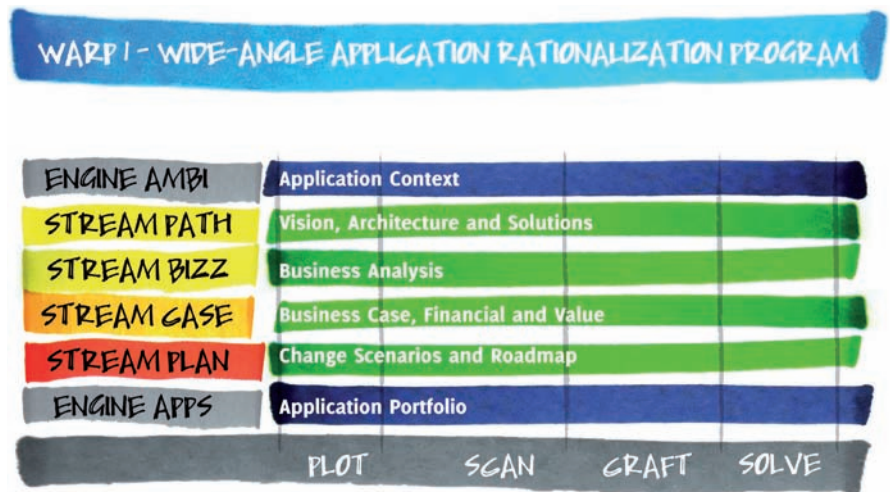 WARP 1 - WIDE-ANGLE APPLICATION RATIONALIZATION PROGRAM
ENGINE AMBI Application Context
STREAM PATH Vision, Architecture and Solutions
STREAM BIZZ Business Analysis
STREAM CASE Business Case, Financial and Value
STREAM PLAN Change Scenarios and Roadmap
ENGINE APPS Application Portfolio
PLOT SCAN CRAFT SOLVE